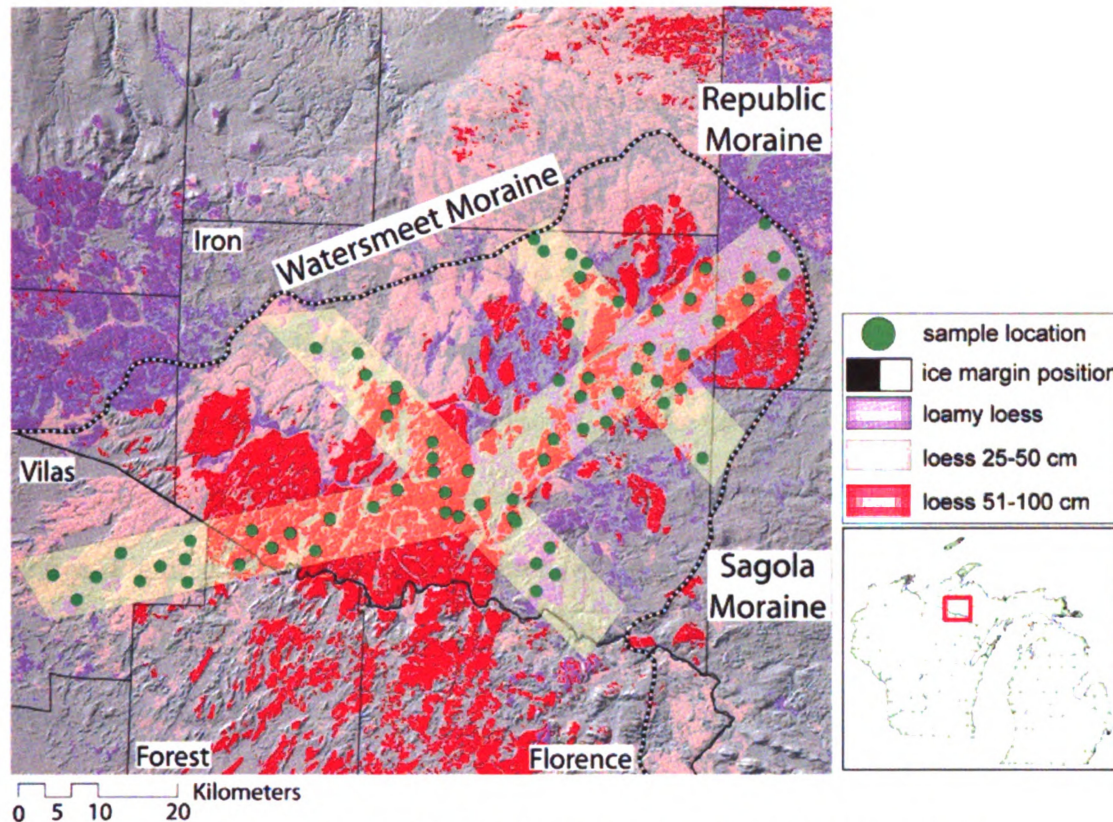 Republic
Moraine
Watersmeet Moraine
Iron
Vilas
Sagola
Moraine
Forest
Florence
Kilometers
0 5 10 20
sample location
ice margin position
loamy loess
loess 25-50 cm
loess 51-100 cm